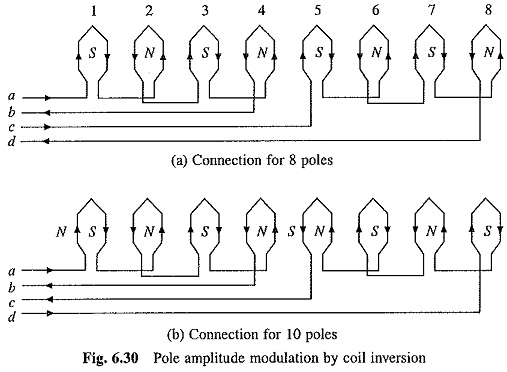 1 2 3 4 5 6 7 8
S N S N S N S N
a
b
c
d
(a) Connection for 8 poles
N S N S N S N S N S
a
b
c
d
(b) Connection for 10 poles
Fig. 6.30 Pole amplitude modulation by coil inversion